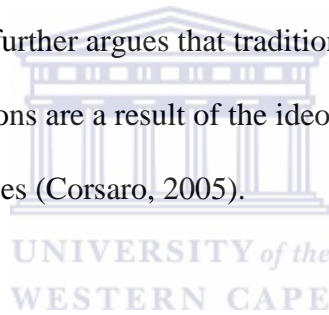 further argues that tradition
ons are a result of the ideo
es (Corsaro, 2005).
UNIVERSITY of the
WESTERN CAPE